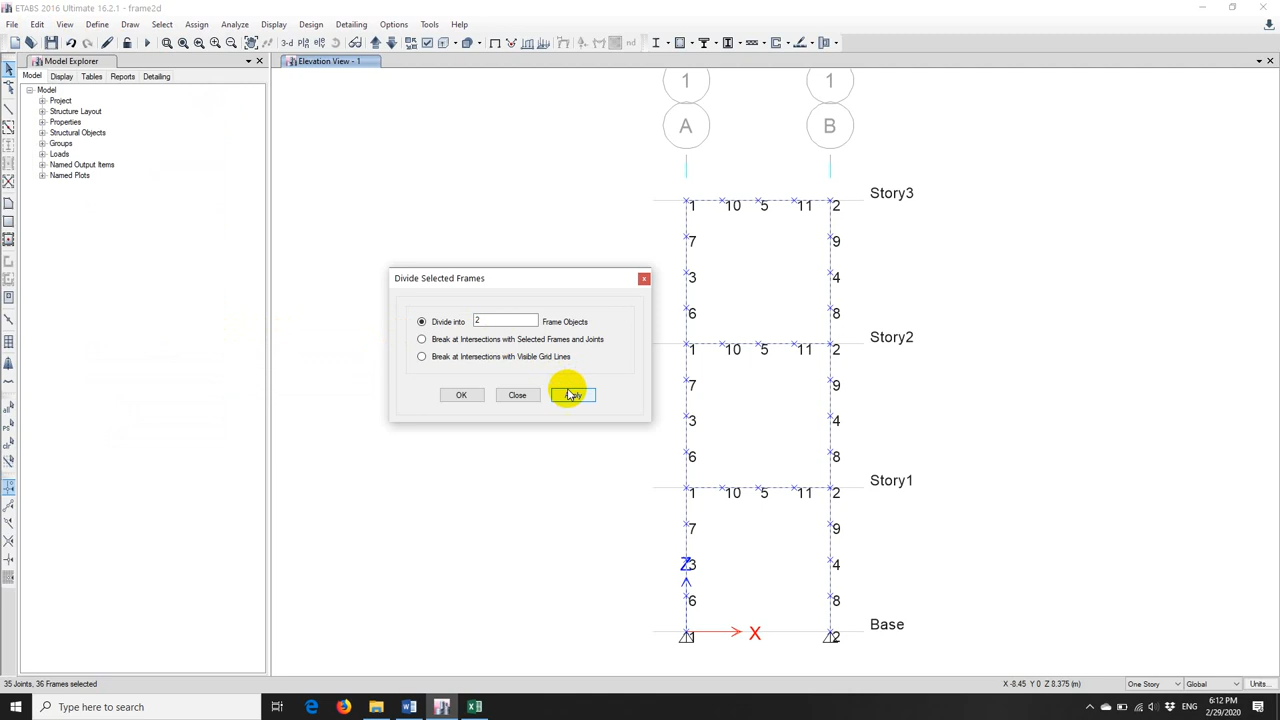 ETABS 2016 Ultimate 16.2.1 - frame2d
File Edit View Define Draw Select Assign Analyze Display Design Detailing Options Tools Help
3-d
nd
Model Explorer
Elevation View - 1
Model Display Tables Reports Detailing
Model
Project
Structure Layout
Properties
Structural Objects
Groups
Loads
Named Output Items
Named Plots
all
ps
clr
1 1
A B
Story3
1 10 5 11 2
7 9
3 4
6 8
Story2
1 10 5 11 2
7 9
3 4
6 8
Story1
1 10 5 11 2
7 9
Z 3 4
6 8
Base
1 X 2
Divide Selected Frames
x
Divide into 2 Frame Objects
Break at Intersections with Selected Frames and Joints
Break at Intersections with Visible Grid Lines
OK Close Apply
35 Joints, 36 Frames selected
X -8.45 Y 0 Z 8.375 (m)
One Story Global Units...
Type here to search
ENG
6:12 PM
2/29/2020